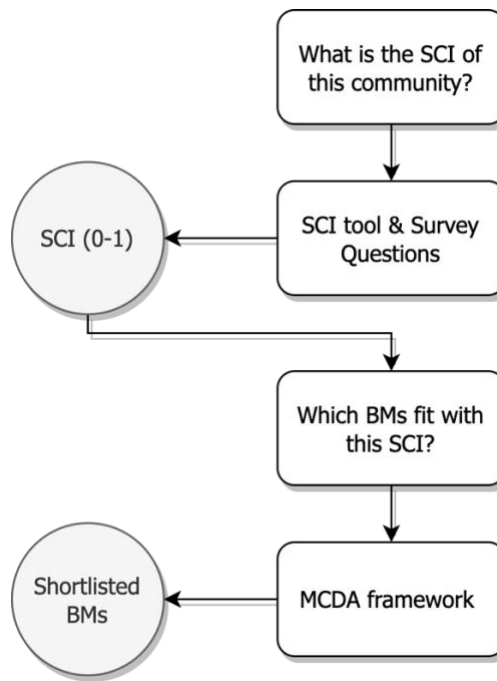 What is the SCI of
this community?
SCI tool & Survey
Questions
SCI (0-1)
Which BMs fit with
this SCI?
MCDA framework
Shortlisted
BMs